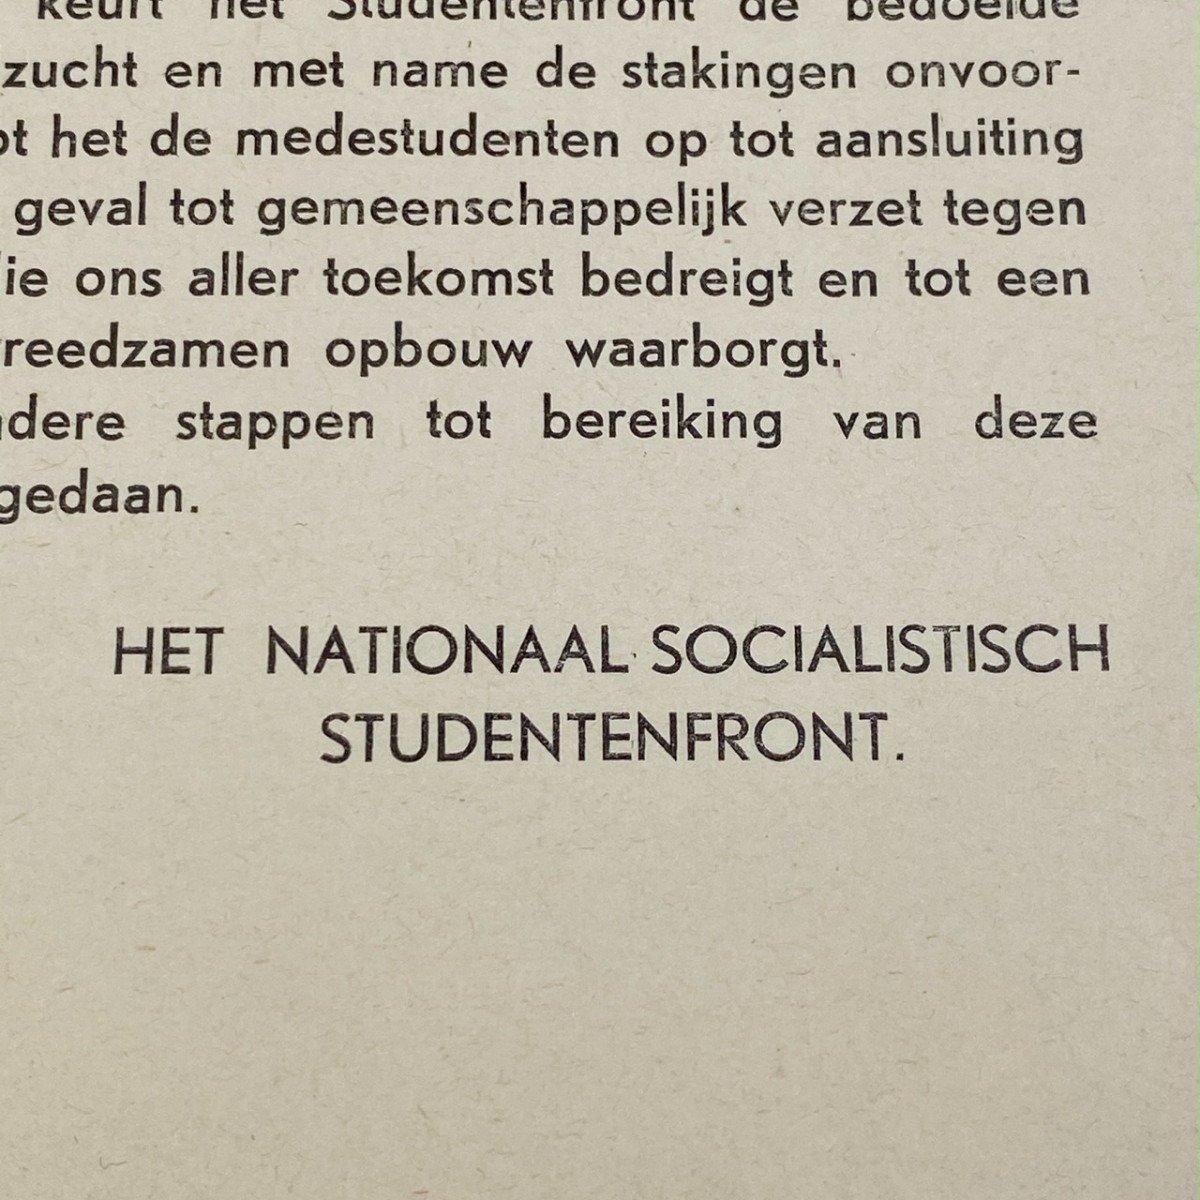 keurt het Studentenfront de bedoelde
zucht en met name de stakingen onvoor-
het de medestudenten op tot aansluiting
geval tot gemeenschappelijk verzet tegen
ons aller toekomst bedreigt en tot een
reedzamen opbouw waarborgt.
dere stappen tot bereiking van deze
gedaan.
HET NATIONAAL SOCIALISTISCH
STUDENTENFRONT.